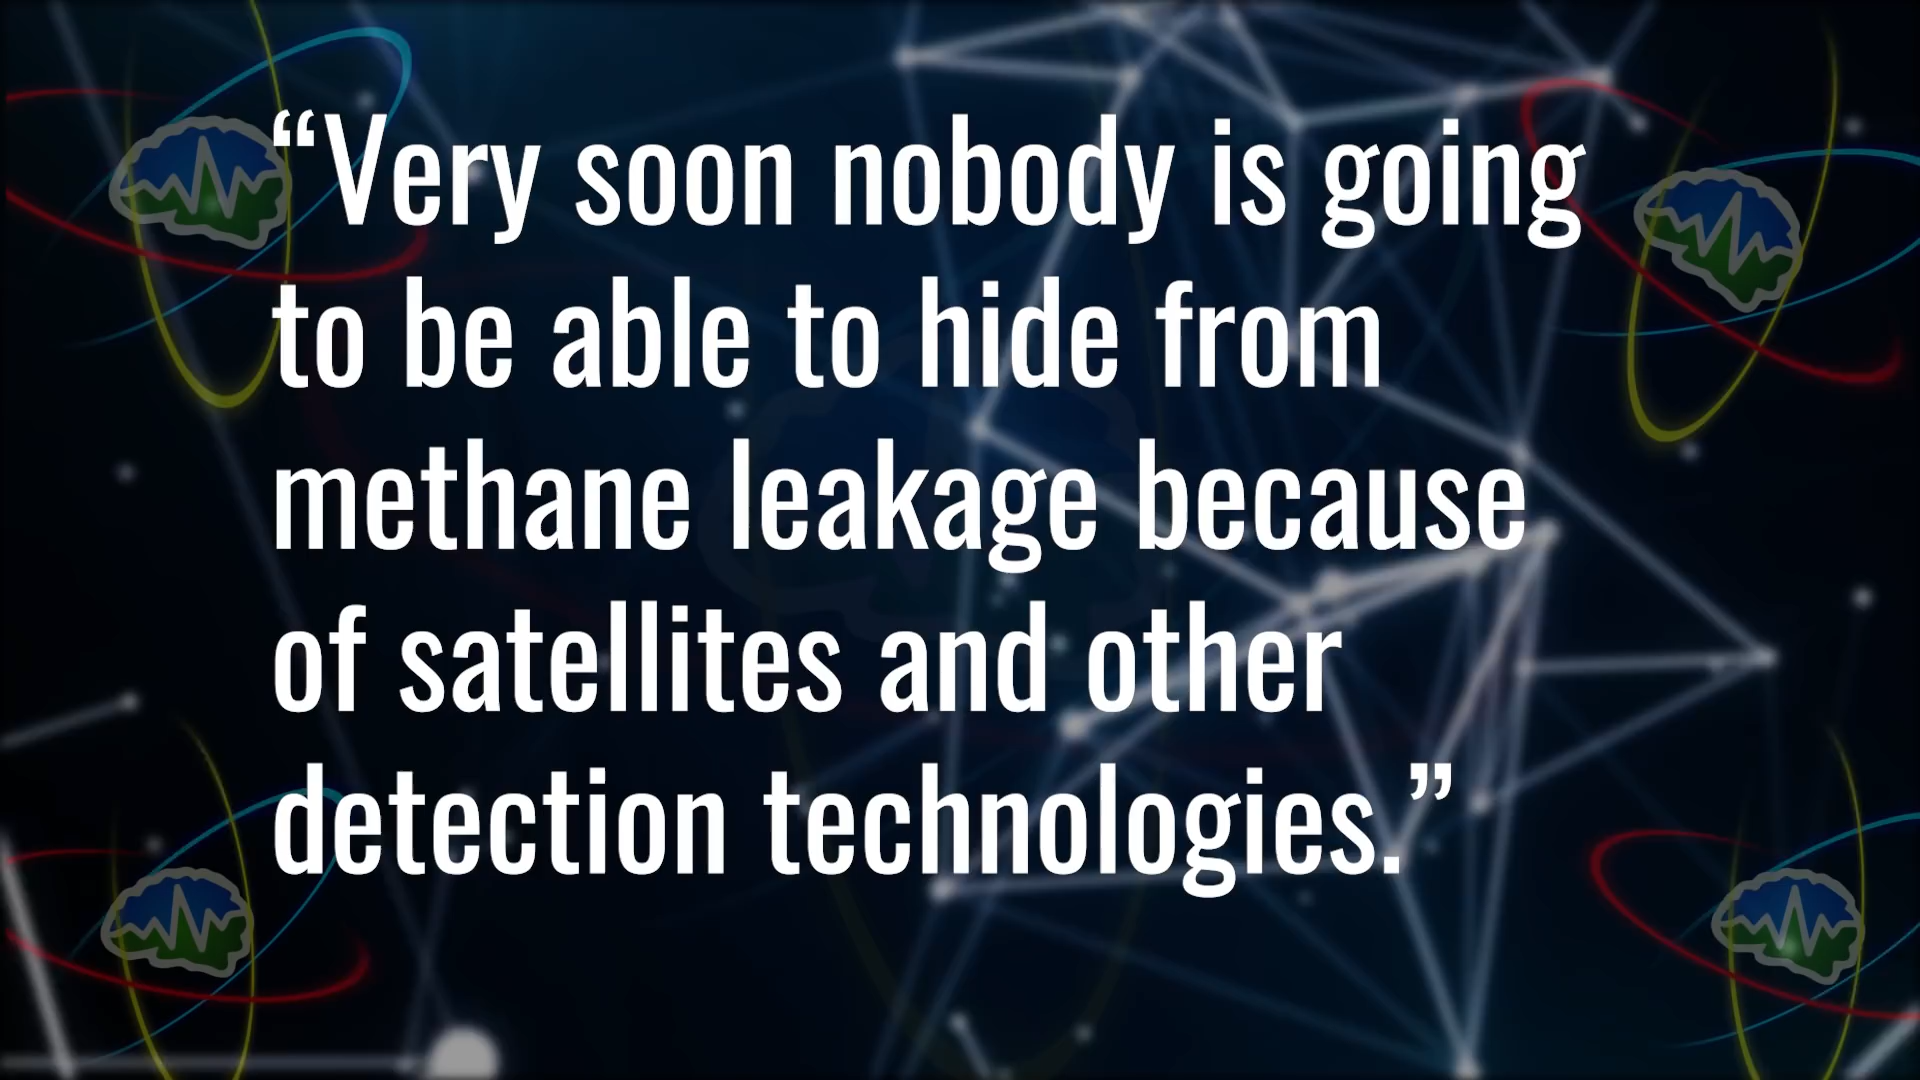 “Very soon nobody is going
to be able to hide from
methane leakage because
of satellites and other
detection technologies.”